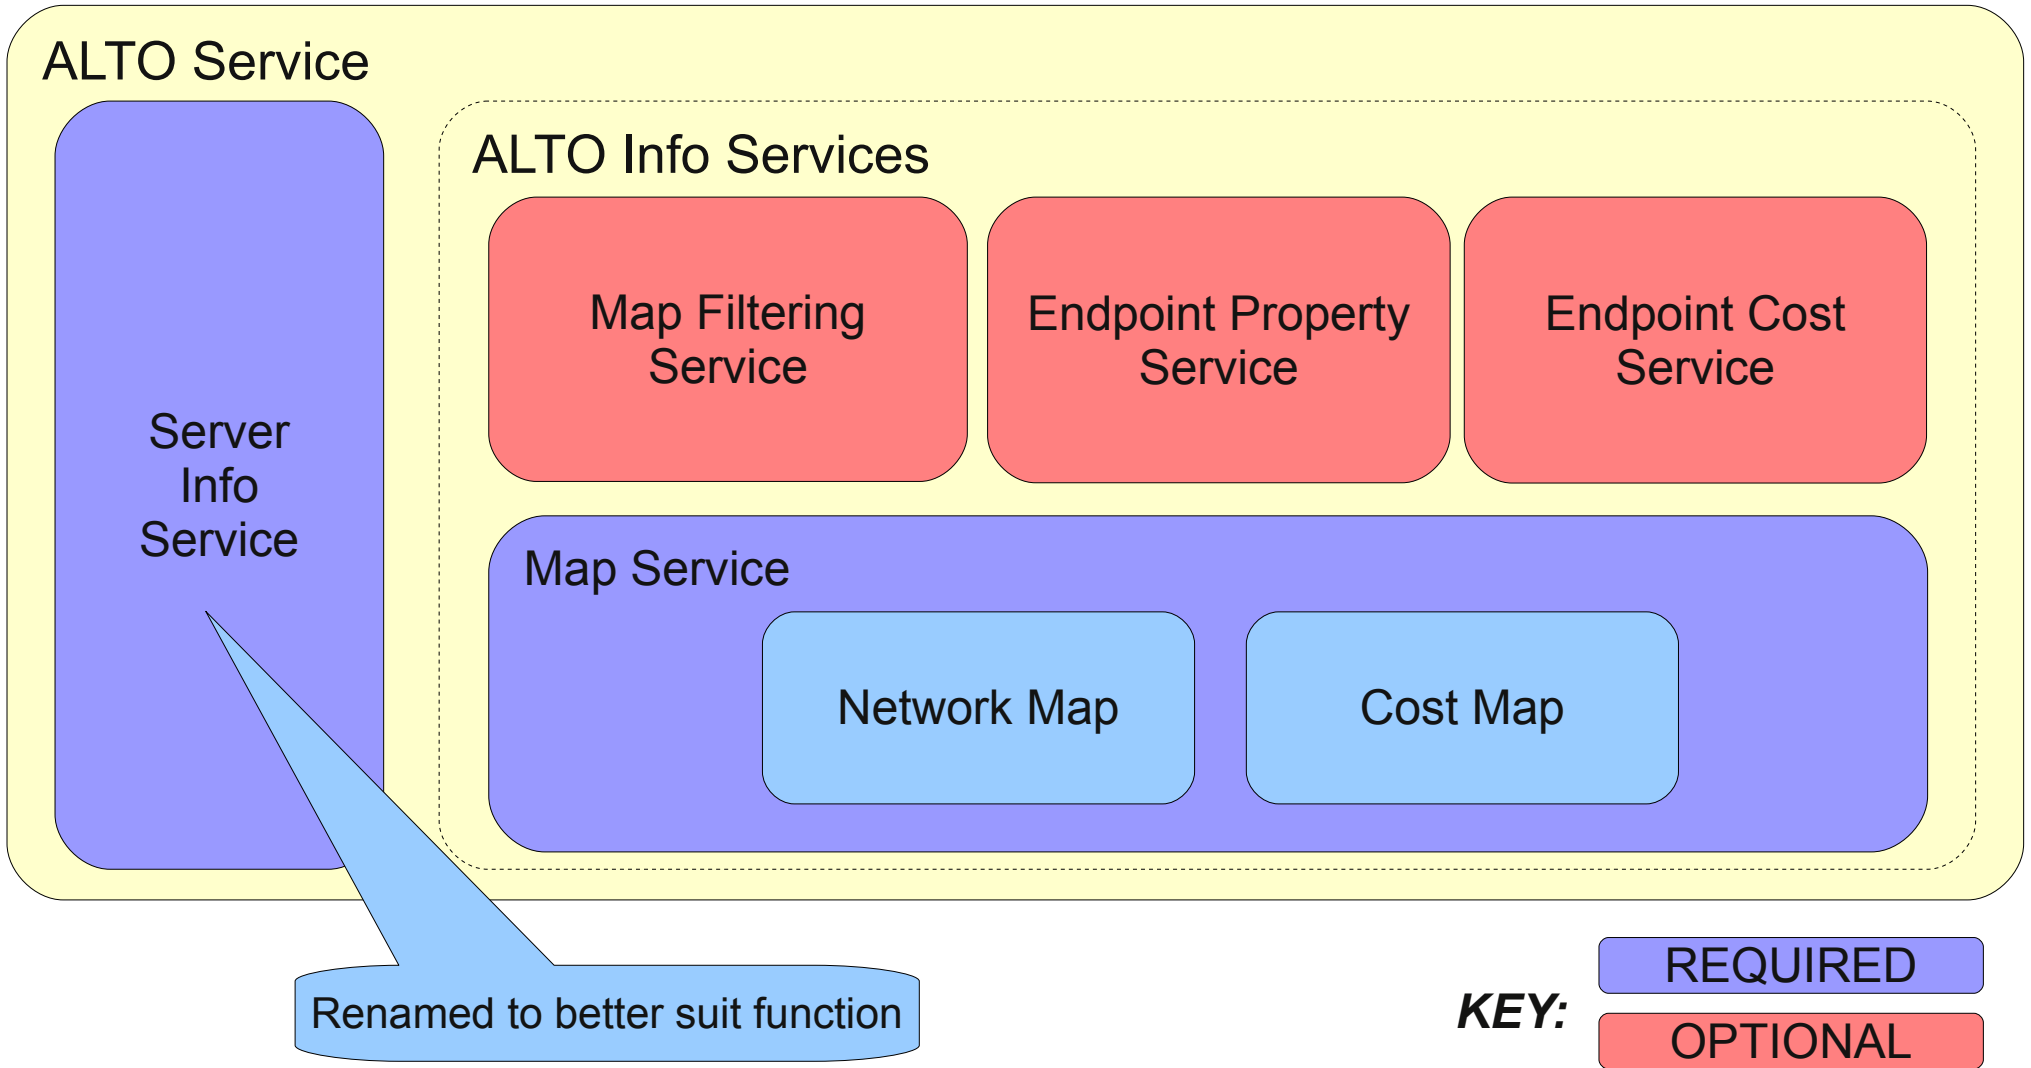 ALTO Service
ALTO Info Services
Server
Info
Service
Map Filtering
Service
Endpoint Property
Service
Endpoint Cost
Service
Map Service
Network Map
Cost Map
Renamed to better suit function
KEY:
REQUIRED
OPTIONAL